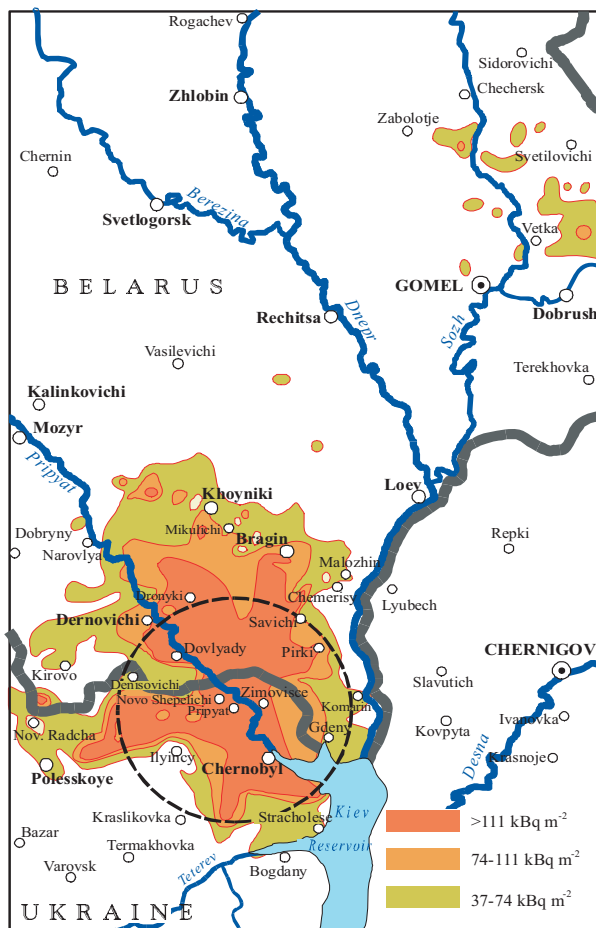 Rogachev
Sidorovichi
Zhlobin
Chechersk
Zabolotje
Svetilovichi
Chernin
Svetlogorsk
Berezina
Vetka
BELARUS
GOMEL
Dobrush
Rechitsa
Dnepr
Sozh
Vasilevichi
Terekhovka
Kalinkovichi
Mozyr
Pripyat
Loev
Khoyniki
Mikulichi
Bragin
Dobryny
Narovlya
Repki
Malozhin
Chemerisy
Lyubech
Dronyki
Dernovichi
Savichi
Dovlyady
Pirki
CHERNIGOV
Kirovo
Denisovichi
Slavutich
Novo Shepelichi
Zimovisce
Komarin
Pripyat
Nov. Radcha
Gdeny
Kovpyta
Ivanovka
Ilyincy
Chernobyl
Krasnoje
Desna
Polesskoye
Kraslikovka
Stracholese
Kiev
Reservoir
>111 kBq m-2
Bazar
Termakhovka
Teterev
Bogdany
74-111 kBq m-2
Varovsk
37-74 kBq m-2
UKRAINE